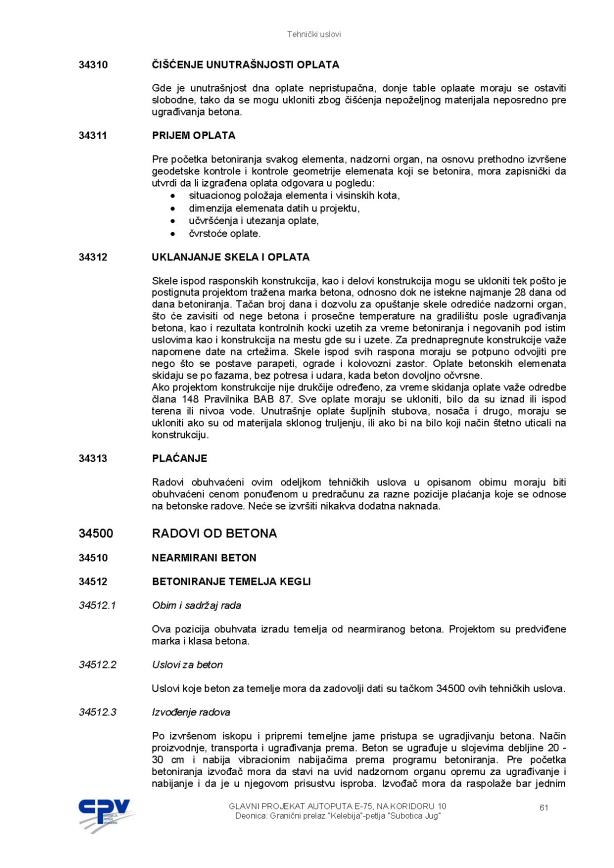 Tehnički uslovi
34310 ČIŠĆENJE UNUTRAŠNJOSTI OPLATA
Gde je unutrašnjost dna oplate nepristupačna, donje table oplaate moraju se ostaviti
slobodne, tako da se mogu ukloniti zbog čišćenja nepoželjnog materijala neposredno pre
ugrađivanja betona.
34311 PRIJEM OPLATA
Pre početka betoniranja svakog elementa, nadzorni organ, na osnovu prethodno izvršene
geodetske kontrole i kontrole geometrije elemenata koji se betonira, mora zapisnički da
utvrdi da li izgrađena oplata odgovara u pogledu:
• situacionog položaja elementa i visinskih kota,
• dimenzija elemenata datih u projektu,
• učvršćenja i utezanja oplate,
• čvrstoće oplate.
34312 UKLANJANJE SKELA I OPLATA
Skele ispod rasponskih konstrukcija, kao i delovi konstrukcija mogu se ukloniti tek pošto je
postignuta projektom tražena marka betona, odnosno dok ne istekne najmanje 28 dana od
dana betoniranja. Tačan broj dana i dozvolu za opuštanje skele odrediće nadzorni organ,
što će zavisiti od nege betona i prosečne temperature na gradilištu posle ugrađivanja
betona, kao i rezultata kontrolnih kocki uzetih za vreme betoniranja i negovanih pod istim
uslovima kao i konstrukcija na mestu gde su i uzete. Za prednapregnute konstrukcije važe
napomene date na crtežima. Skele ispod svih raspona moraju se potpuno odvojiti pre
nego što se postave parapeti, ograde i kolovozni zastor. Oplate betonskih elemenata
skidaju se po fazama, bez potresa i udara, kada beton dovoljno očvrsne.
Ako projektom konstrukcije nije drukčije određeno, za vreme skidanja oplate važe odredbe
člana 148 Pravilnika BAB 87. Sve oplate moraju se ukloniti, bilo da su iznad ili ispod
terena ili nivoa vode. Unutrašnje oplate šupljnih stubova, nosača i drugo, moraju se
ukloniti ako su od materijala sklonog truljenju, ili ako bi na bilo koji način štetno uticali na
konstrukciju.
34313 PLAĆANJE
Radovi obuhvaćeni ovim odeljkom tehničkih uslova u opisanom obimu moraju biti
obuhvaćeni cenom ponuđenom u predračunu za razne pozicije plaćanja koje se odnose
na betonske radove. Neće se izvršiti nikakva dodatna naknada.
34500 RADOVI OD BETONA
34510 NEARMIRANI BETON
34512 BETONIRANJE TEMELJA KEGLI
34512.1 Obim i sadržaj rada
Ova pozicija obuhvata izradu temelja od nearmiranog betona. Projektom su predviđene
marka i klasa betona.
34512.2 Uslovi za beton
Uslovi koje beton za temelje mora da zadovolji dati su tačkom 34500 ovih tehničkih uslova.
34512.3 Izvođenje radova
Po izvršenom iskopu i pripremi temeljne jame pristupa se ugradjivanju betona. Način
proizvodnje, transporta i ugrađivanja prema. Beton se ugrađuje u slojevima debljine 20 -
30 cm i nabija vibracionim nabijačima prema programu betoniranja. Pre početka
betoniranja izvođač mora da stavi na uvid nadzornom organu opremu za ugrađivanje i
nabijanje i da je u njegovom prisustvu isproba. Izvođač mora da raspolaže bar jednim
CPV
GLAVNI PROJEKAT AUTOPUTA E-75, NA KORIDORU 10
Deonica: Granični prelaz "Kelebija"-petlja "Subotica Jug"
61